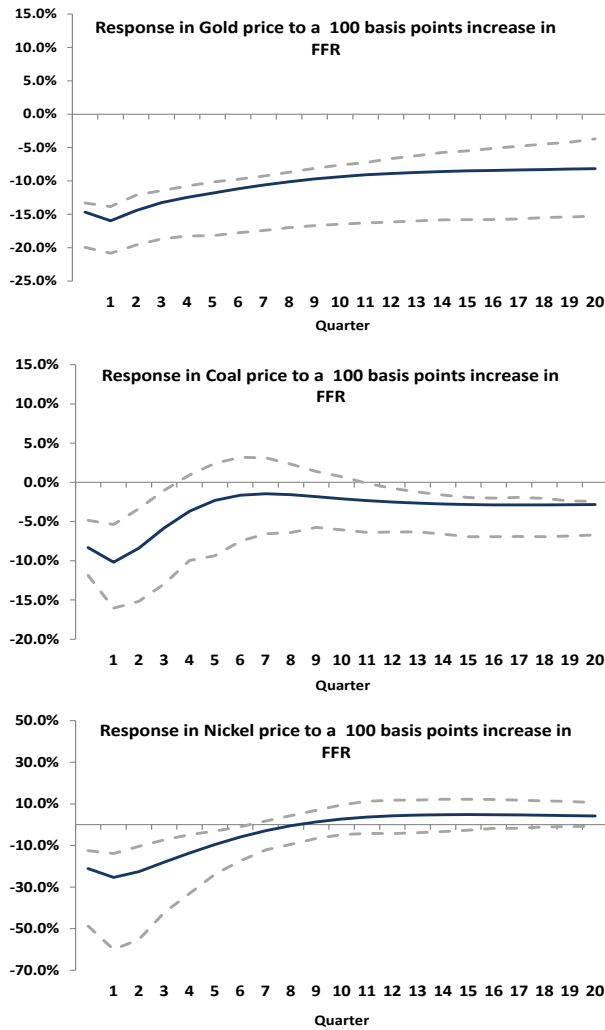 Response in Gold price to a 100 basis points increase in
FFR
15.0%
10.0%
5.0%
0.0%
-5.0%
-10.0%
-15.0%
-20.0%
-25.0%
1 2 3 4 5 6 7 8 9 10 11 12 13 14 15 16 17 18 19 20
Quarter
Response in Coal price to a 100 basis points increase in
FFR
15.0%
10.0%
5.0%
0.0%
-5.0%
-10.0%
-15.0%
-20.0%
1 2 3 4 5 6 7 8 9 10 11 12 13 14 15 16 17 18 19 20
Quarter
Response in Nickel price to a 100 basis points increase in
FFR
50.0%
30.0%
10.0%
-10.0%
-30.0%
-50.0%
-70.0%
1 2 3 4 5 6 7 8 9 10 11 12 13 14 15 16 17 18 19 20
Quarter